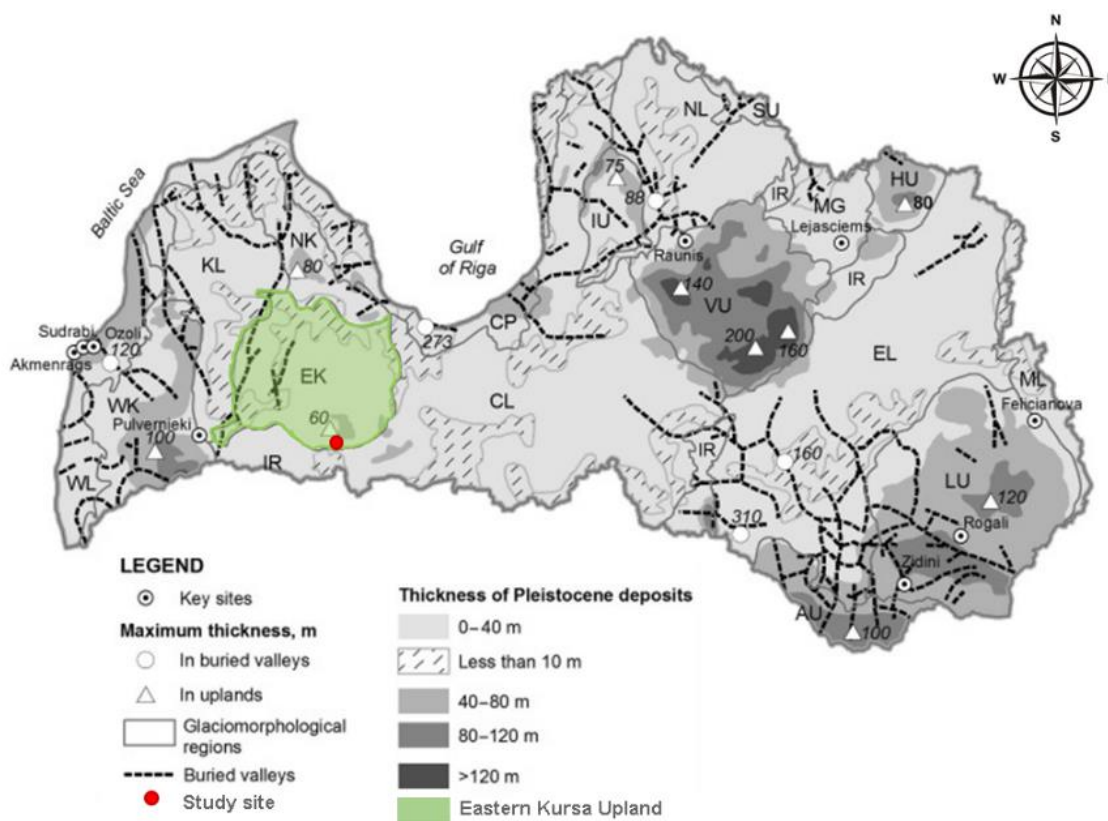 N
W
S
NL
SU
75
88
IU
IR
MG
HU
80
Lejasciems
Raunis
IR
Baltic Sea
NK
80
KL
Gulf
of Riga
140
VU
200
160
CP
273
Sudrabi
Ozoli
120
Akmenrags
EK
CL
EL
ML
Felicianova
WK
Pulvernieki
60
100
IR
WL
IR
160
LU
120
310
Rogali
Zidini
AU
100
LEGEND
Key sites
Maximum thickness, m
In buried valleys
In uplands
Glaciomorphological
regions
Buried valleys
Study site
Thickness of Pleistocene deposits
0–40 m
Less than 10 m
40–80 m
80–120 m
>120 m
Eastern Kursa Upland